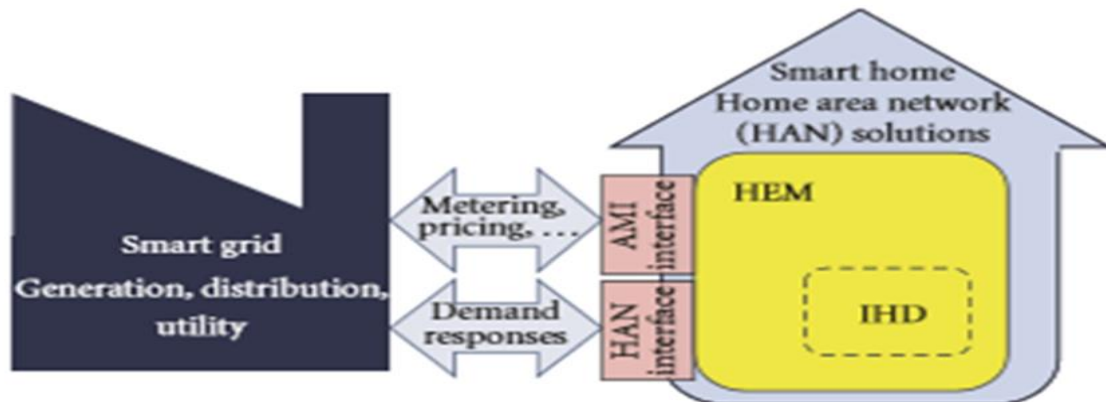 Smart grid
Generation, distribution,
utility
Metering,
pricing, ...
Demand
responses
AMI
interface
HAN
interface
Smart home
Home area network
(HAN) solutions
HEM
IHD